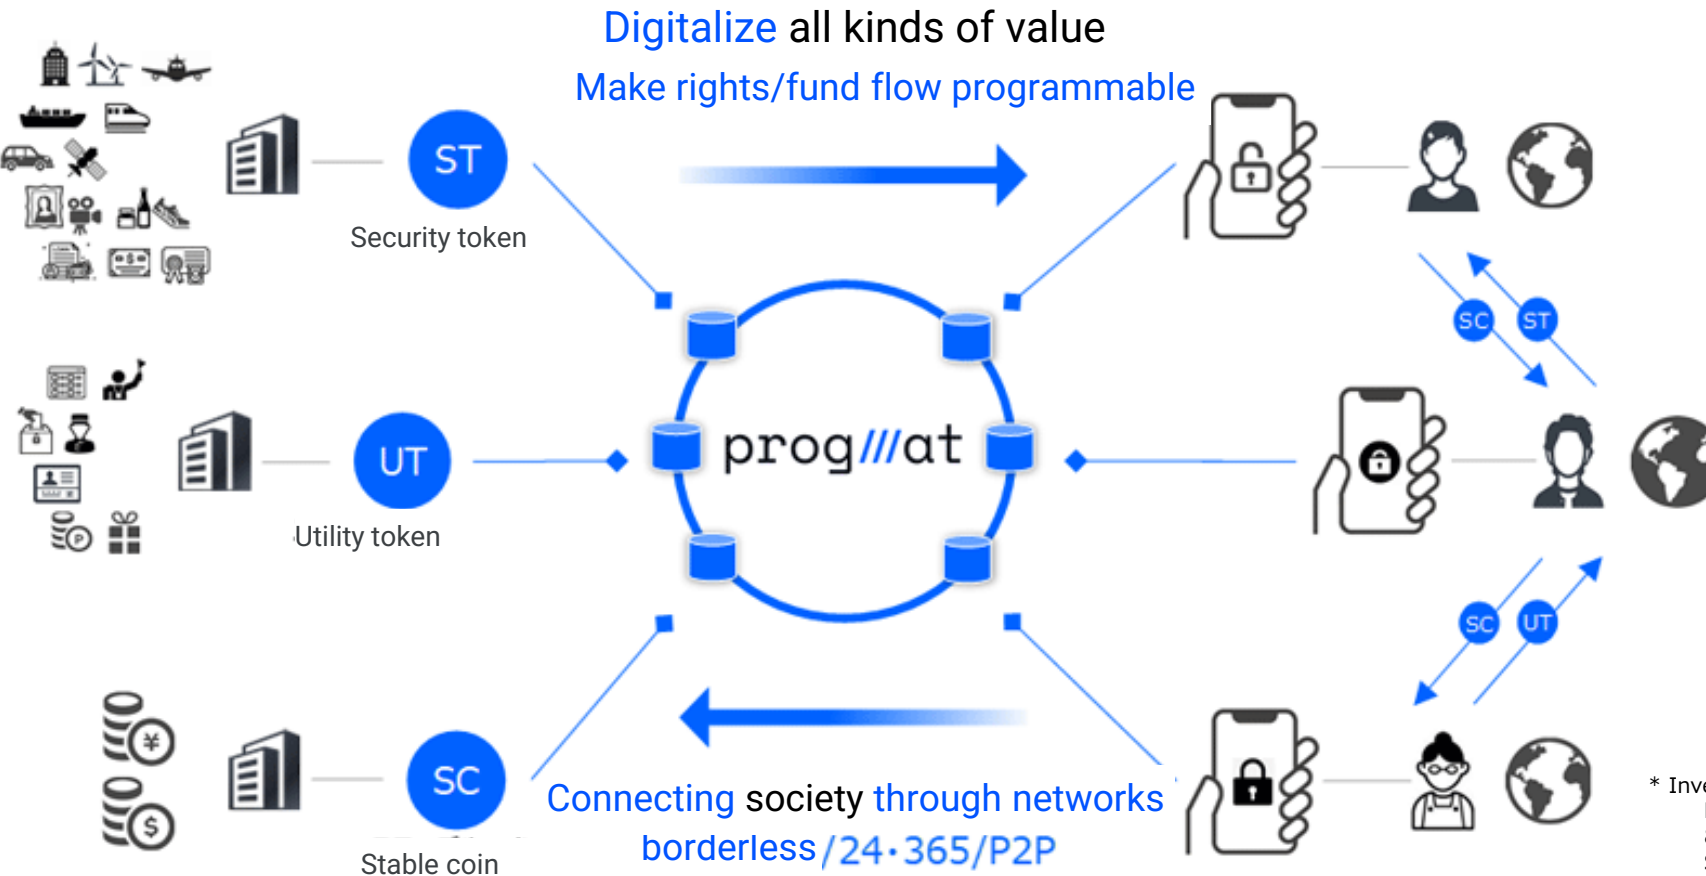 Digitalize all kinds of value
Make rights/fund flow programmable
ST
Security token
SC
ST
prog///at
UT
Utility token
SC
UT
¥
$
SC
Stable coin
Connecting society through networks
borderless/24・365/P2P
* Inve